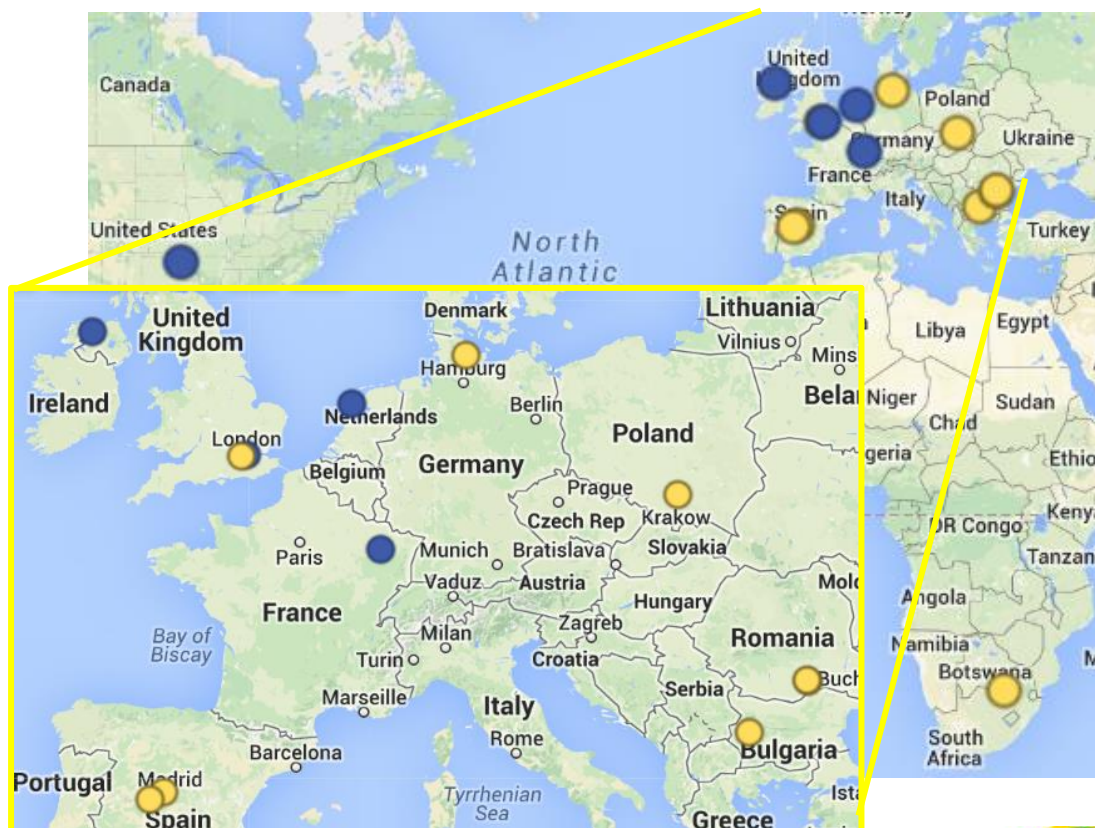 Canada
United States
North
Atlantic
United
Kingdom
Poland
Germany
Ukraine
France
Italy
Spain
Turkey
Libya
Egypt
Niger
Chad
Sudan
DR Congo
Angola
Namibia
Botswana
South
Africa
United
Kingdom
Ireland
London
Denmark
Hamburg
Netherlands
Berlin
Belgium
Germany
Lithuania
Vilnius
Poland
Prague
Czech Rep
Krakow
Slovakia
Paris
Munich
Bratislava
Vaduz
Austria
France
Hungary
Bay of
Biscay
Milan
Zagreb
Turin
Croatia
Romania
Marseille
Serbia
Italy
Rome
Bulgaria
Barcelona
Portugal
Madrid
Spain
Tyrrhenian
Sea
Greece